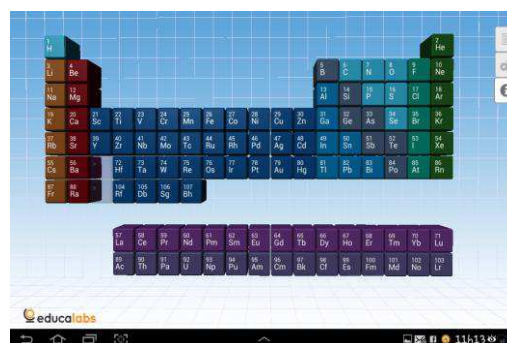 1 2
H He
3 4 5 6 7 8 9 10
Li Be B C N O F Ne
11 12 13 14 15 16 17 18
Na Mg Al Si P S Cl Ar
19 20 21 22 23 24 25 26 27 28 29 30 31 32 33 34 35 36
K Ca Sc Ti V Cr Mn Fe Co Ni Cu Zn Ga Ge As Se Br Kr
37 38 39 40 41 42 43 44 45 46 47 48 49 50 51 52 53 54
Rb Sr Y Zr Nb Mo Tc Ru Rh Pd Ag Cd In Sn Sb Te I Xe
55 56 72 73 74 75 76 77 78 79 80 81 82 83 84 85 86
Cs Ba Hf Ta W Re Os Ir Pt Au Hg Tl Pb Bi Po At Rn
87 88 104 105 106 107
Fr Ra Rf Db Sg Bh
57 58 59 60 61 62 63 64 65 66 67 68 69 70 71
La Ce Pr Nd Pm Sm Eu Gd Tb Dy Ho Er Tm Yb Lu
89 90 91 92 93 94 95 96 97 98 99 100 101 102 103
Ac Th Pa U Np Pu Am Cm Bk Cf Es Fm Md No Lr
educalabs
11h13